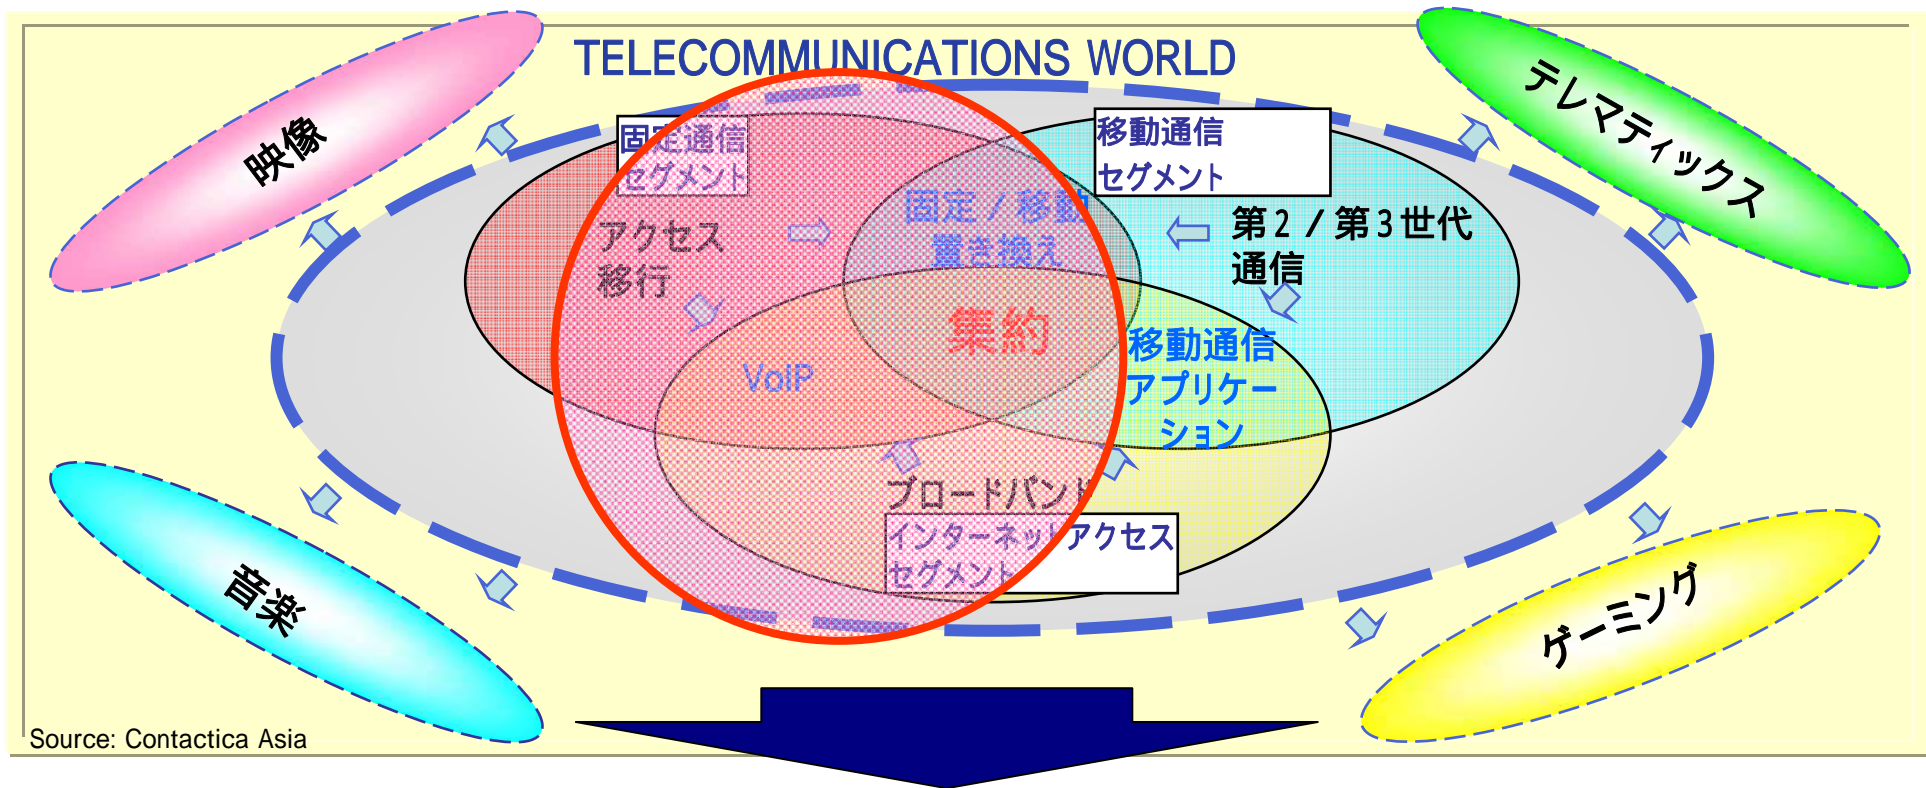 TELECOMMUNICATIONS WORLD
映像
テレマティックス
固定通信
セグメント
移動通信
セグメント
アクセス
移行
固定／移動
置き換え
第2／第3世代
通信
集約
VoIP
移動通信
アプリケー
ション
ブロードバンド
インターネットアクセス
セグメント
音楽
ゲーミング
Source: Contactica Asia